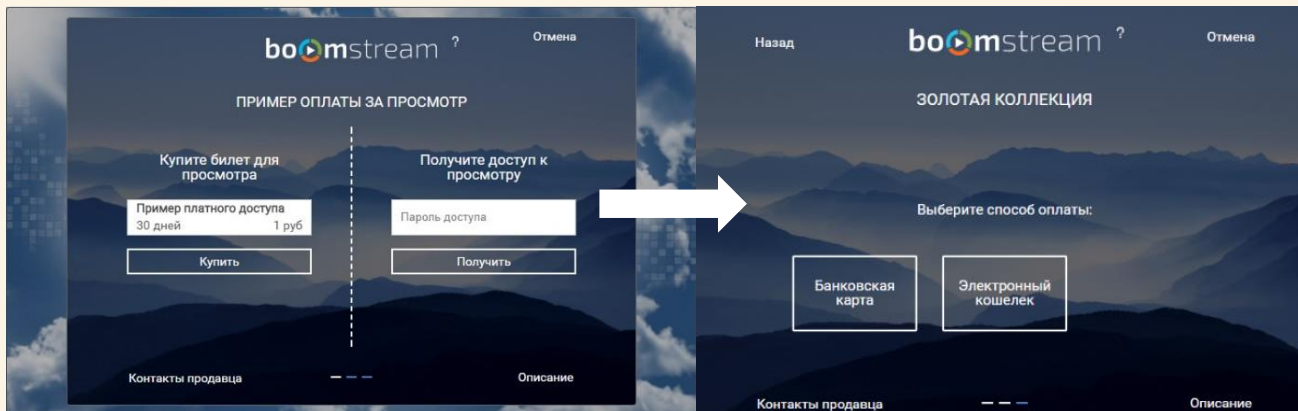 boomstream ?
Отмена
ПРИМЕР ОПЛАТЫ ЗА ПРОСМОТР
Купите билет для
просмотра
Пример платного доступа
30 дней 1 руб
Купить
Получите доступ к
просмотру
Пароль доступа
Получить
Контакты продавца
Описание
Назад
boomstream ?
Отмена
ЗОЛОТАЯ КОЛЛЕКЦИЯ
Выберите способ оплаты:
Банковская
карта
Электронный
кошелек
Контакты продавца
Описание